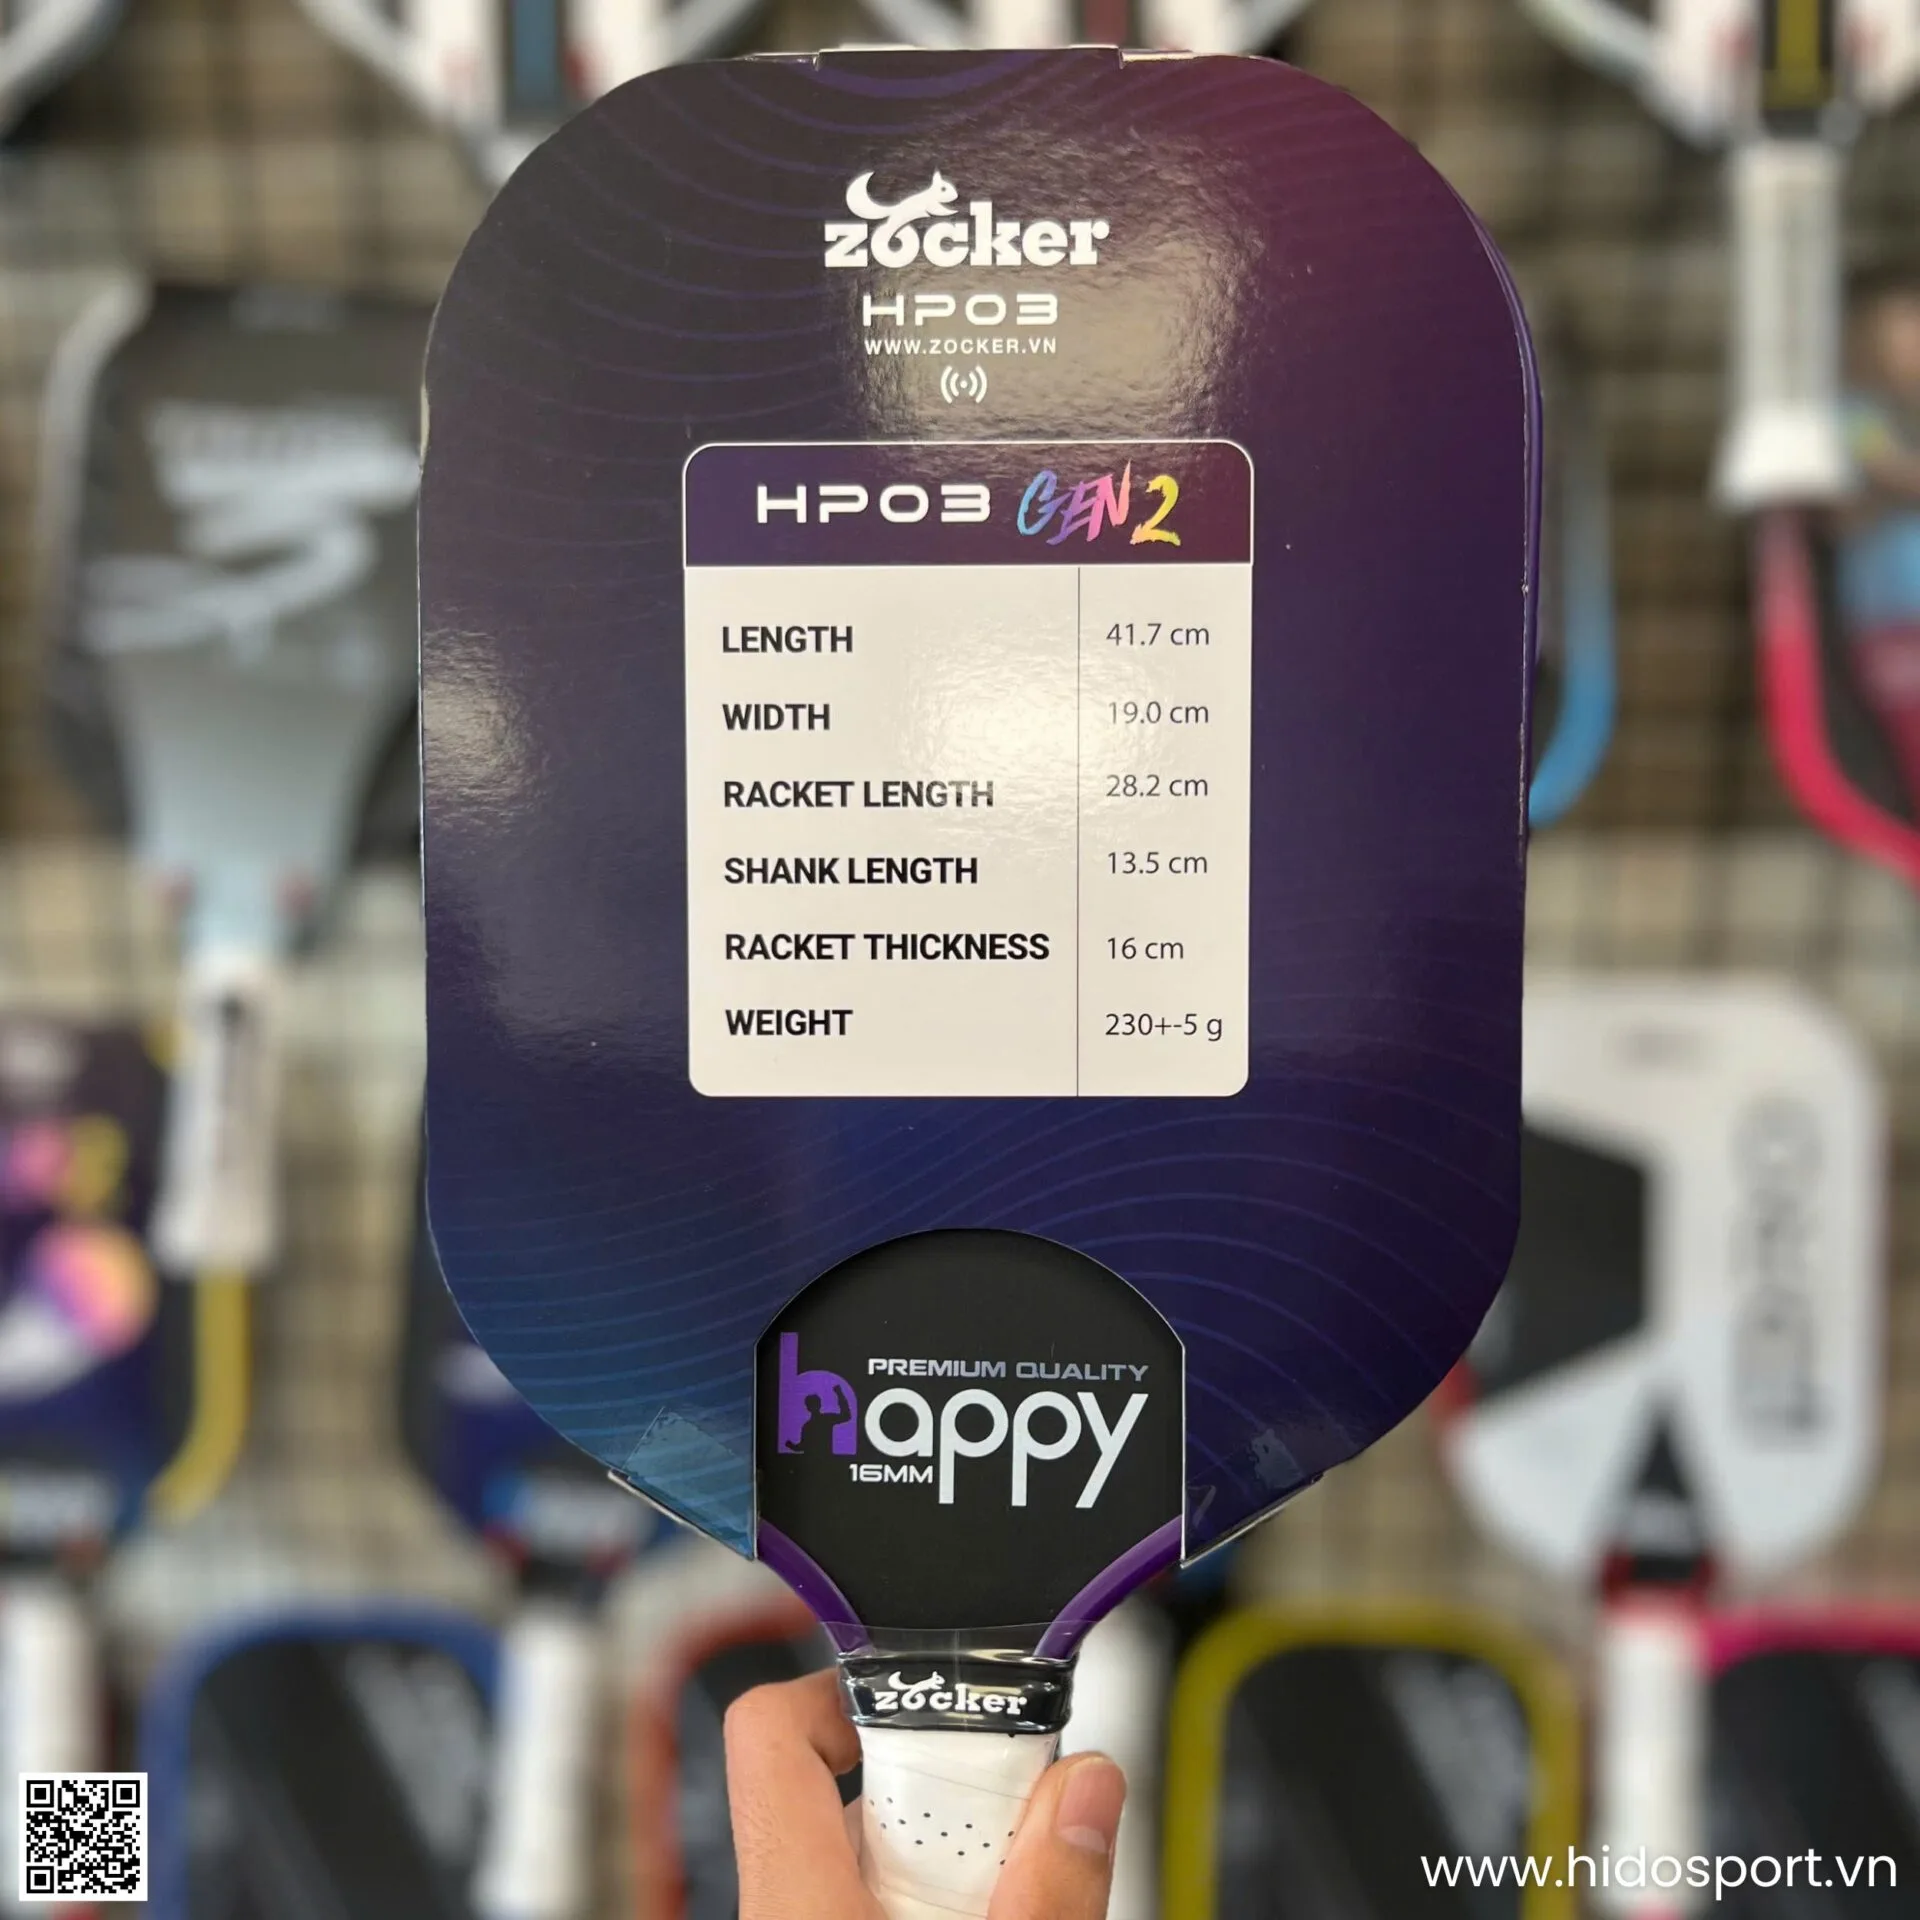 zocker
HP03
WWW.ZOCKER.VN
HP03 GEN2
LENGTH 41.7 cm
WIDTH 19.0 cm
RACKET LENGTH 28.2 cm
SHANK LENGTH 13.5 cm
RACKET THICKNESS 16 cm
WEIGHT 230+-5 g
PREMIUM QUALITY
happy
16MM
zocker
www.hidosport.vn